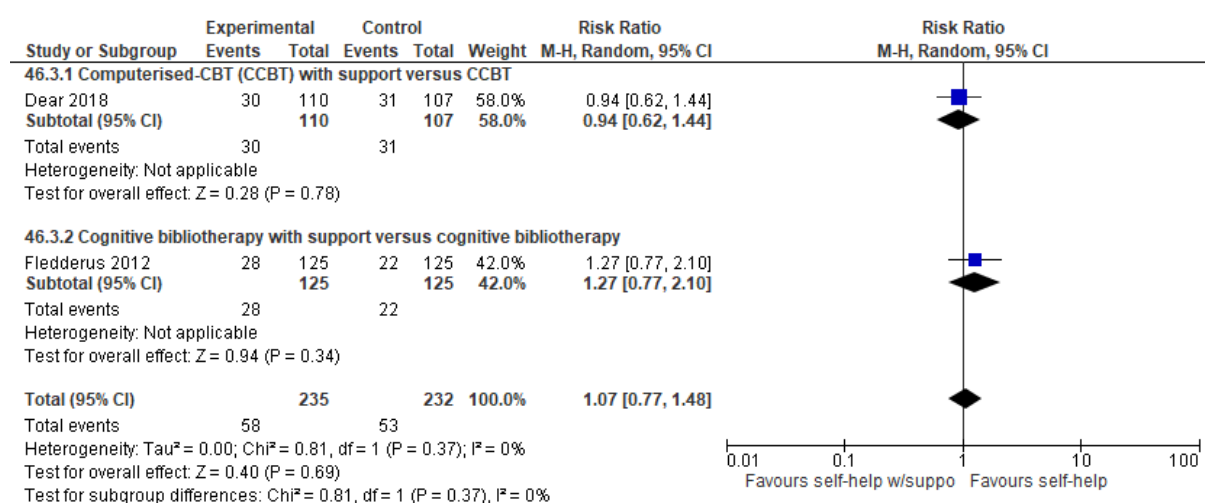 Experimental Control Risk Ratio Risk Ratio
Study or Subgroup Events Total Events Total Weight M-H, Random, 95% CI M-H, Random, 95% CI
46.3.1 Computerised-CBT (CCBT) with support versus CCBT
Dear 2018 30 110 31 107 58.0% 0.94 [0.62, 1.44]
Subtotal (95% CI) 110 107 58.0% 0.94 [0.62, 1.44]
Total events 30 31
Heterogeneity: Not applicable
Test for overall effect: Z = 0.28 (P = 0.78)
46.3.2 Cognitive bibliotherapy with support versus cognitive bibliotherapy
Fledderus 2012 28 125 22 125 42.0% 1.27 [0.77, 2.10]
Subtotal (95% CI) 125 125 42.0% 1.27 [0.77, 2.10]
Total events 28 22
Heterogeneity: Not applicable
Test for overall effect: Z = 0.94 (P = 0.34)
Total (95% CI) 235 232 100.0% 1.07 [0.77, 1.48]
Total events 58 53
Heterogeneity: Tau² = 0.00; Chi² = 0.81, df = 1 (P = 0.37); I² = 0%
Test for overall effect: Z = 0.40 (P = 0.69)
Test for subgroup differences: Chi² = 0.81, df = 1 (P = 0.37), I² = 0%
0.01 0.1 1 10 100
Favours self-help w/suppo Favours self-help